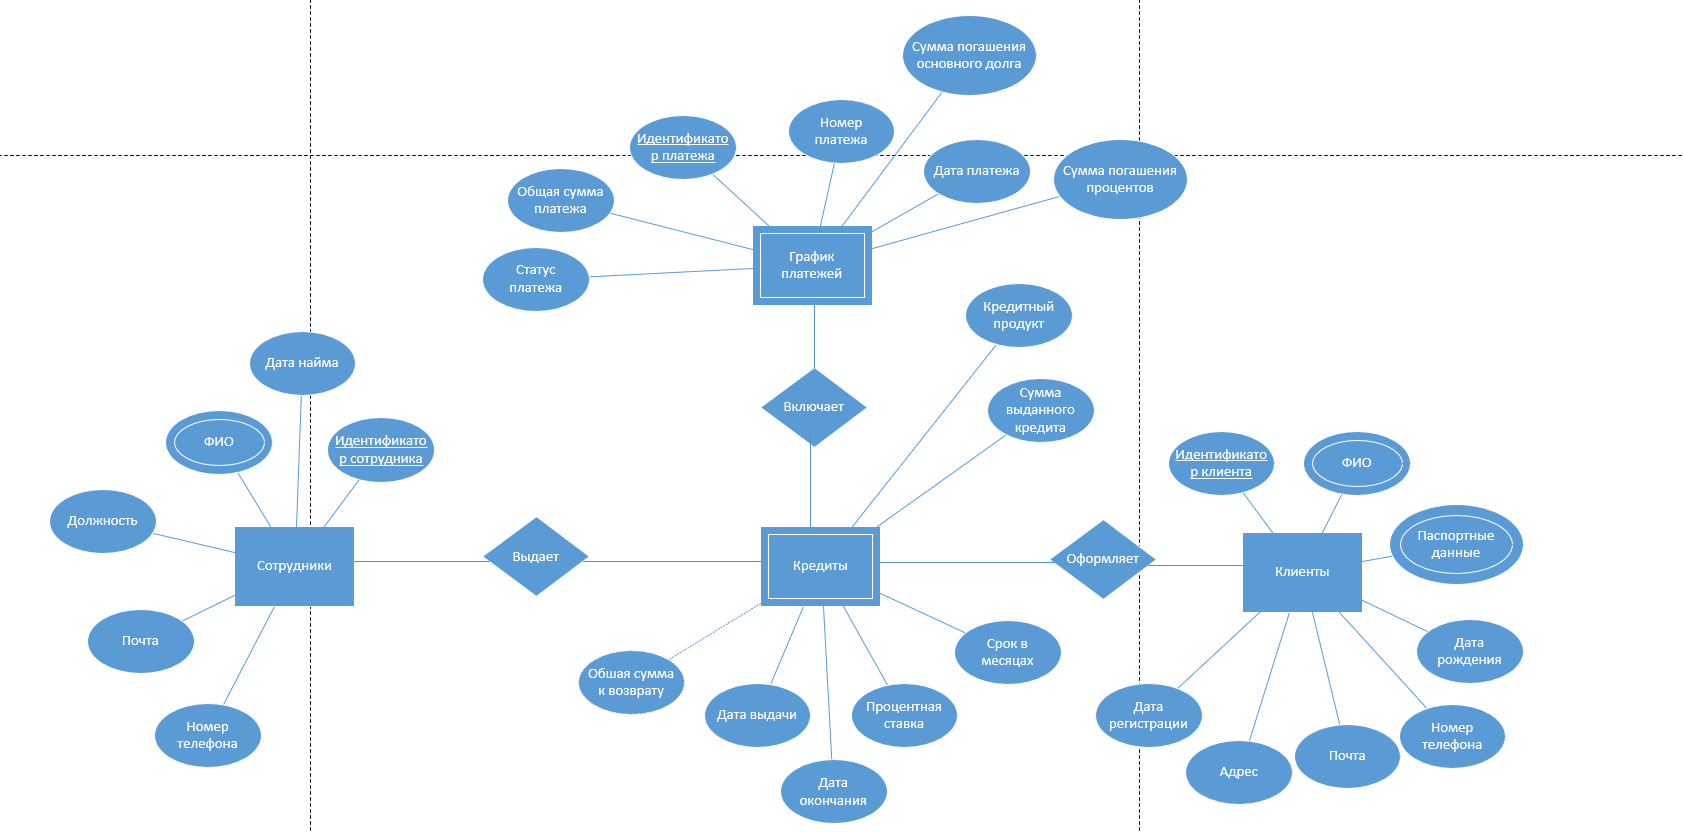 Сумма погашения
основного долга
Номер
платежа
Идентификато
р платежа
Дата платежа
Сумма погашения
процентов
Общая сумма
платежа
График
платежей
Статус
платежа
Кредитный
продукт
Дата найма
Включает
Сумма
выданного
кредита
ФИО
Идентификато
р сотрудника
Идентификато
р клиента
ФИО
Должность
Паспортные
данные
Сотрудники
Выдает
Кредиты
Оформляет
Клиенты
Почта
Срок в
месяцах
Дата
рождения
Обшая сумма
к возврату
Дата выдачи
Процентная
ставка
Дата
регистрации
Номер
телефона
Номер
телефона
Почта
Адрес
Дата
окончания